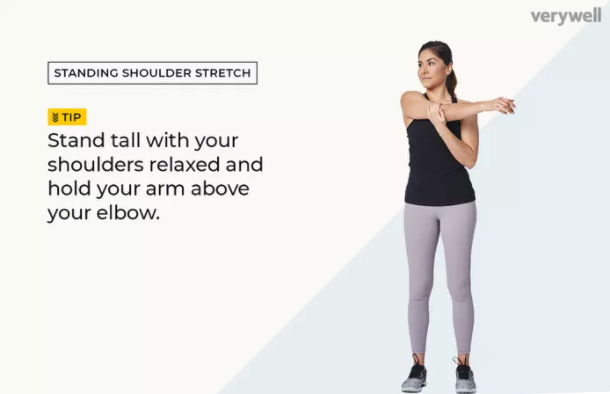 verywell
STANDING SHOULDER STRETCH
TIP
Stand tall with your
shoulders relaxed and
hold your arm above
your elbow.